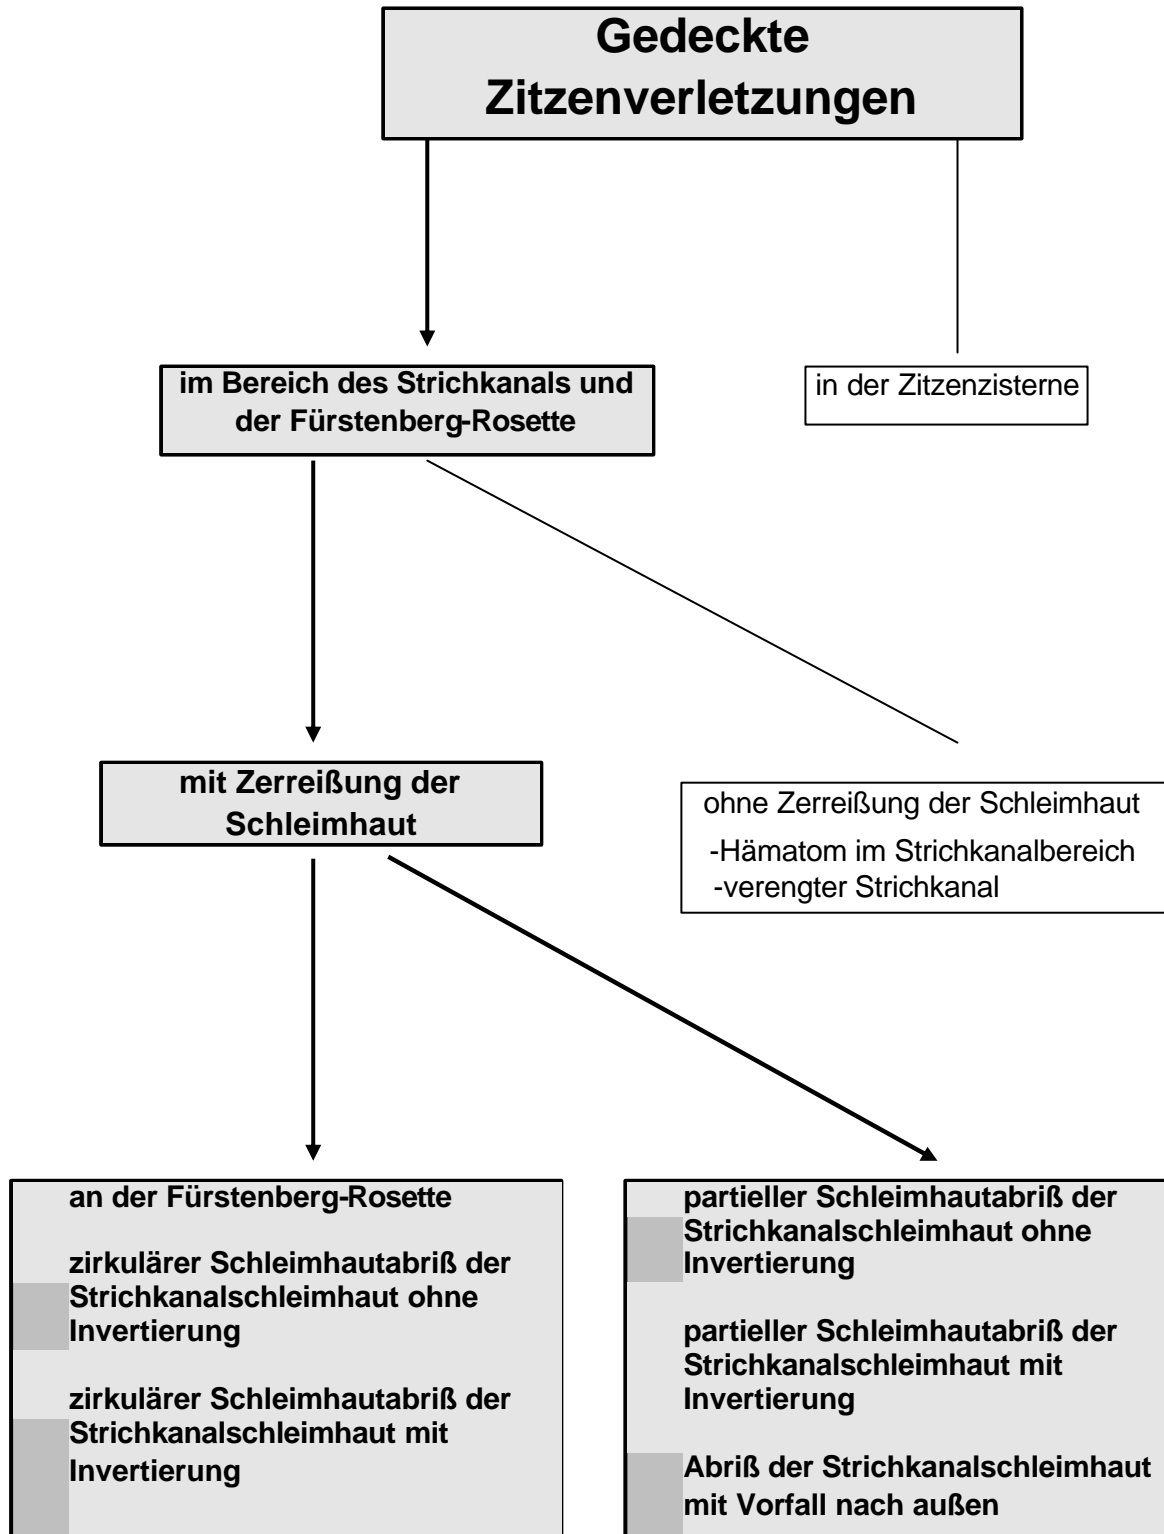 Gedeckte
Zitzenverletzungen
im Bereich des Strichkanals und
der Fürstenberg-Rosette
in der Zitzenzisterne
mit Zerreißung der
Schleimhaut
ohne Zerreißung der Schleimhaut
-Hämatom im Strichkanalbereich
-verengter Strichkanal
an der Fürstenberg-Rosette
zirkulärer Schleimhautabriß der
Strichkanalschleimhaut ohne
Invertierung
zirkulärer Schleimhautabriß der
Strichkanalschleimhaut mit
Invertierung
partieller Schleimhautabriß der
Strichkanalschleimhaut ohne
Invertierung
partieller Schleimhautabriß der
Strichkanalschleimhaut mit
Invertierung
Abriß der Strichkanalschleimhaut
mit Vorfall nach außen